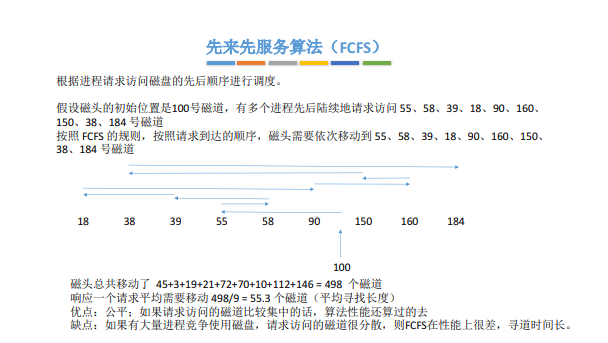 先来先服务算法（FCFS）
根据进程请求访问磁盘的先后顺序进行调度。
假设磁头的初始位置是100号磁道，有多个进程先后陆续地请求访问 55、58、39、18、90、160、
150、38、184 号磁道
按照 FCFS 的规则，按照请求到达的顺序，磁头需要依次移动到 55、58、39、18、90、160、150、
38、184 号磁道
18 38 39 55 58 90 150 160 184
100
磁头总共移动了 45+3+19+21+72+70+10+112+146 = 498 个磁道
响应一个请求平均需要移动 498/9 = 55.3 个磁道（平均寻找长度）
优点：公平；如果请求访问的磁道比较集中的话，算法性能还算过的去
缺点：如果有大量进程竞争使用磁盘，请求访问的磁道很分散，则FCFS在性能上很差，寻道时间长。